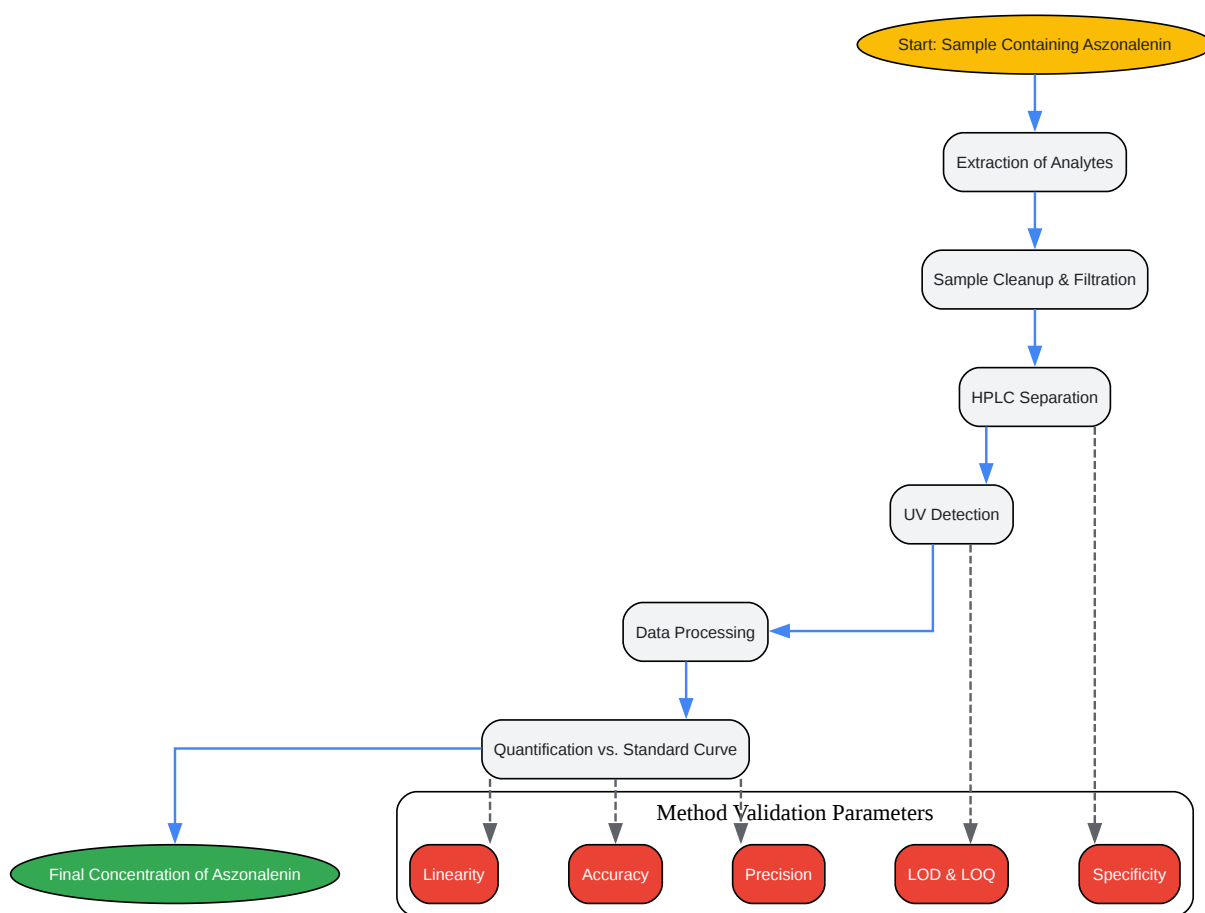 Start: Sample Containing Aszonalenin
Extraction of Analytes
Sample Cleanup & Filtration
HPLC Separation
UV Detection
Data Processing
Quantification vs. Standard Curve
Method Validation Parameters
Final Concentration of Aszonalenin
Linearity
Accuracy
Precision
LOD & LOQ
Specificity